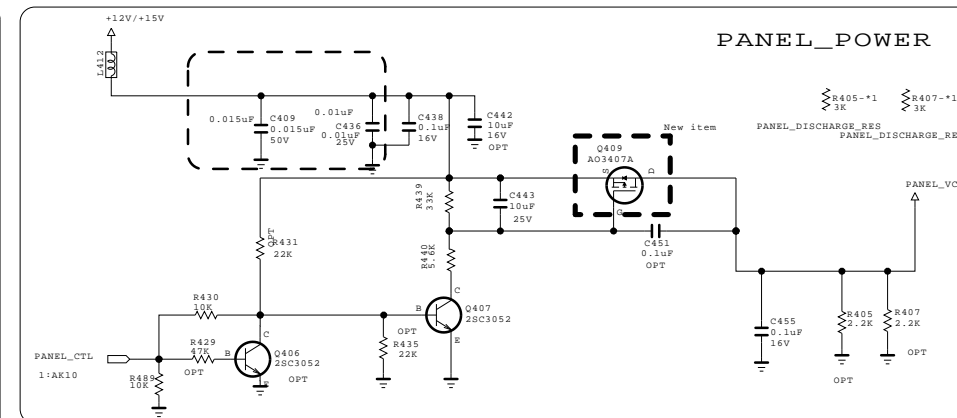 +12V/+15V
PANEL_POWER
L412
0.015uF
C409
0.015uF
50V
0.01uF
C436
0.01uF
25V
C438
0.1uF
16V
C442
10uF
16V
OPT
New item
Q409
AO3407A
S
D
G
R405-*1
3K
R407-*1
3K
PANEL_DISCHARGE_RES
PANEL_DISCHARGE_RE
PANEL_VC
R439
33K
C443
10uF
25V
OPT
R431
22K
R440
5.6K
C451
0.1uF
OPT
R430
10K
C
B
Q407
2SC3052
E
C455
0.1uF
16V
R405
2.2K
OPT
R407
2.2K
OPT
PANEL_CTL
1:AK10
R429
47K
OPT
B
C
Q406
2SC3052
E
OPT
OPT
R435
22K
R489
10K